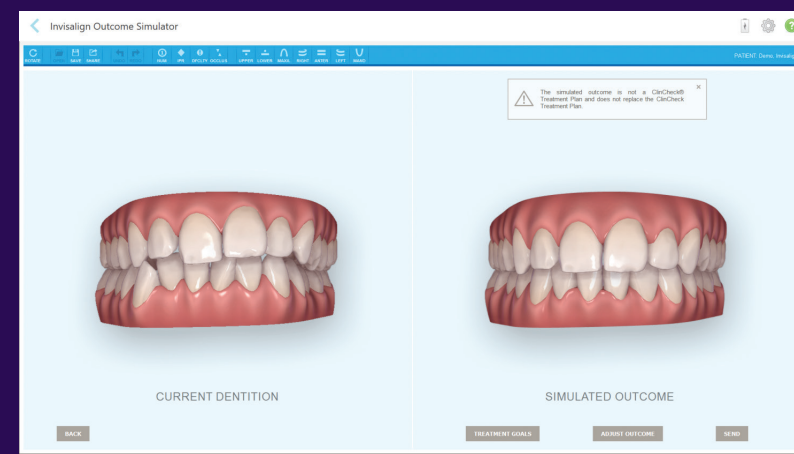 Invisalign Outcome Simulator
ROTATE SAVE SHARE NUM IPR OPCLTY OCCLUS UPPER LOWER MAXIL RIGHT ANTER LEFT MAND
PATIENT: Demo,
The simulated outcome is not a ClinCheck®
Treatment Plan and does not replace the ClinCheck
Treatment Plan.
CURRENT DENTITION
SIMULATED OUTCOME
BACK
TREATMENT GOALS
ADJUST OUTCOME
SEND